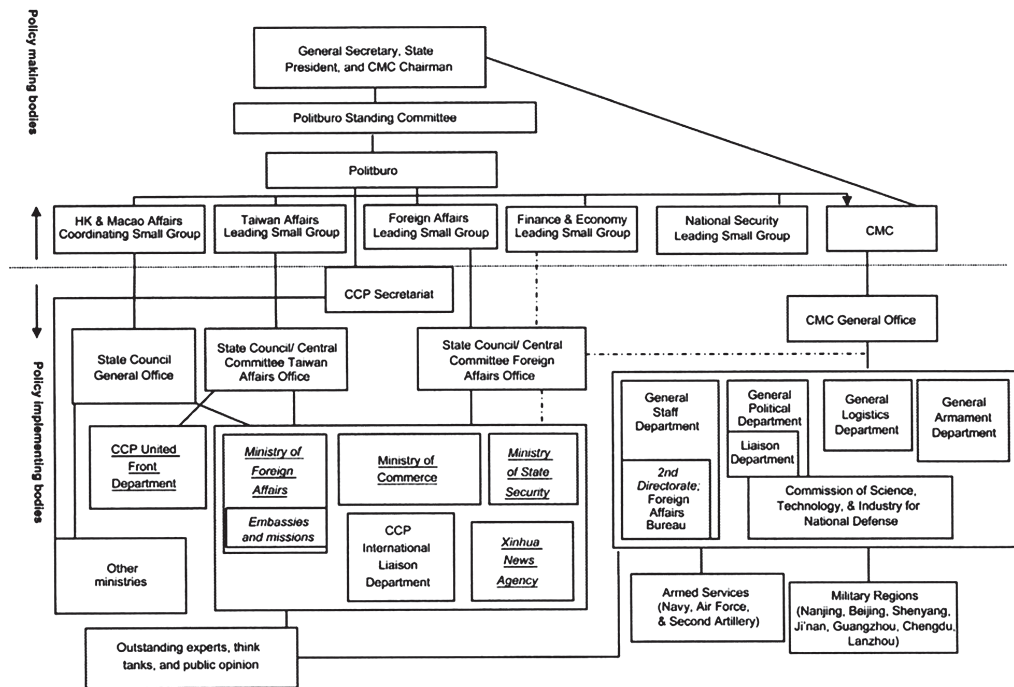 Policy making bodies
General Secretary, State
President, and CMC Chairman
Politburo Standing Committee
Politburo
HK & Macao Affairs
Coordinating Small Group
Taiwan Affairs
Leading Small Group
Foreign Affairs
Leading Small Group
Finance & Economy
Leading Small Group
National Security
Leading Small Group
CMC
CCP Secretariat
CMC General Office
Policy implementing bodies
State Council
General Office
State Council/ Central
Committee Taiwan
Affairs Office
State Council/ Central
Committee Foreign
Affairs Office
General
Staff
Department
2nd
Directorate;
Foreign
Affairs
Bureau
General
Political
Department
Liaison
Department
General
Logistics
Department
General
Armament
Department
Commission of Science,
Technology, & Industry for
National Defense
CCP United
Front
Department
Ministry of
Foreign
Affairs
Embassies
and missions
Ministry of
Commerce
Ministry
of State
Security
CCP
International
Liaison
Department
Xinhua
News
Agency
Other
ministries
Armed Services
(Navy, Air Force,
& Second Artillery)
Military Regions
(Nanjing, Beijing, Shenyang,
Ji'nan, Guangzhou, Chengdu,
Lanzhou)
Outstanding experts, think
tanks, and public opinion